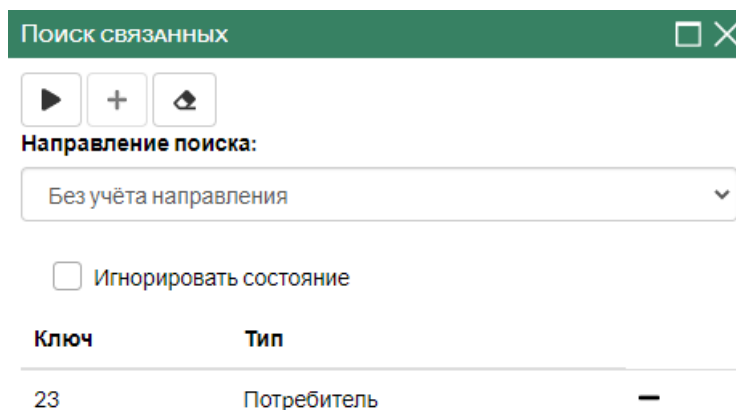 Поиск связанных
Направление поиска:
Без учёта направления
Игнорировать состояние
Ключ Тип
23 Потребитель